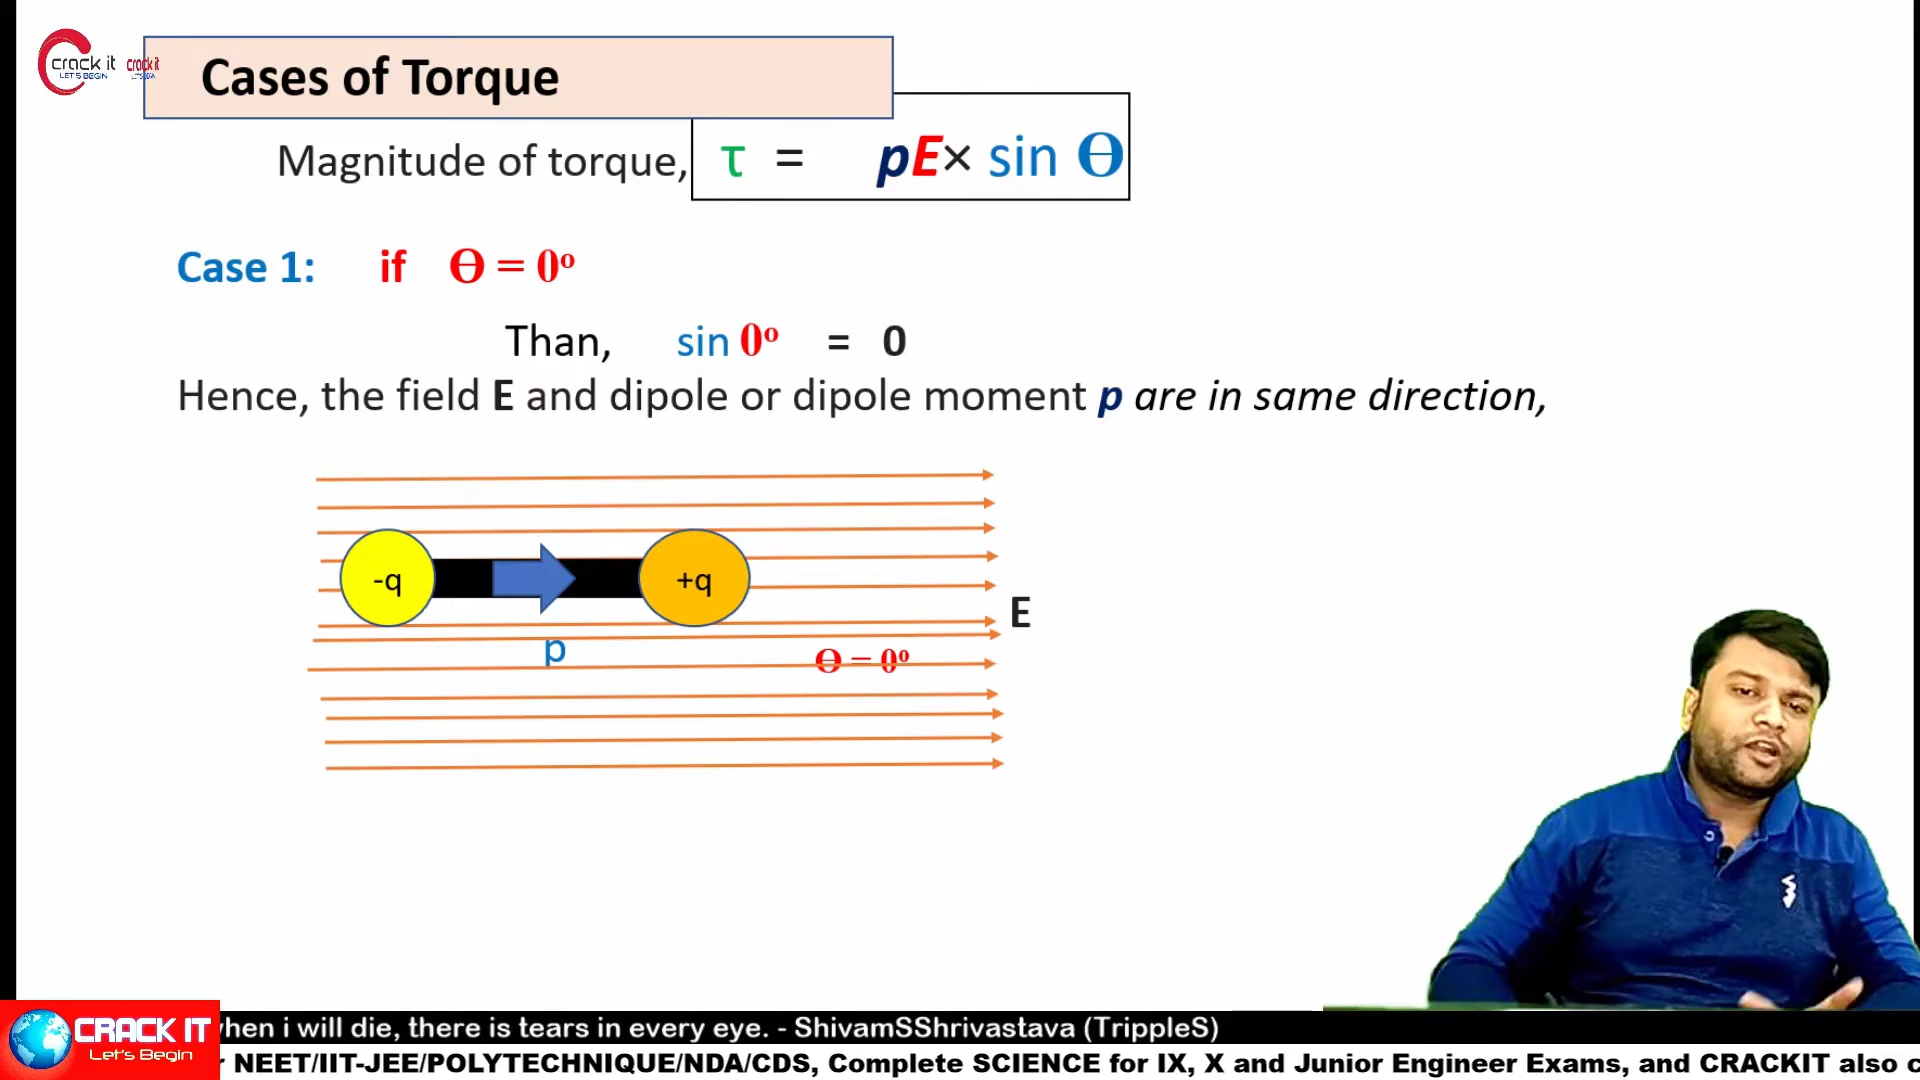 crack it
LET'S BEGIN
crack it
Cases of Torque
Magnitude of torque, τ = pE× sin Ө
Case 1: if Ө = 0º
Than, sin 0º = 0
Hence, the field E and dipole or dipole moment p are in same direction,
-q
+q
E
p
Ө = 0º
CRACK IT
Let's Begin
when i will die, there is tears in every eye. - ShivamSShrivastava (TrippleS)
NEET/IIT-JEE/POLYTECHNIQUE/NDA/CDS, Complete SCIENCE for IX, X and Junior Engineer Exams, and CRACKIT also